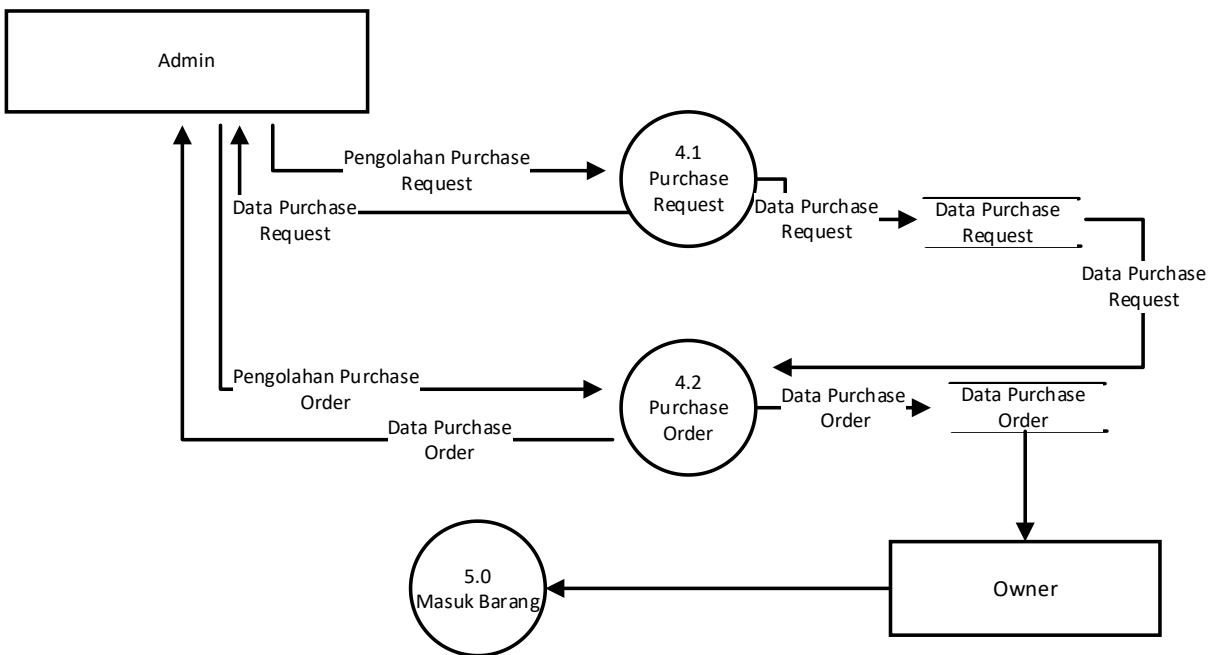 Admin
4.1
Purchase
Request
Pengolahan Purchase
Request
Data Purchase
Request
Data Purchase
Request
Data Purchase
Request
Data Purchase
Request
4.2
Purchase
Order
Pengolahan Purchase
Order
Data Purchase
Order
Data Purchase
Order
Data Purchase
Order
5.0
Masuk Barang
Owner